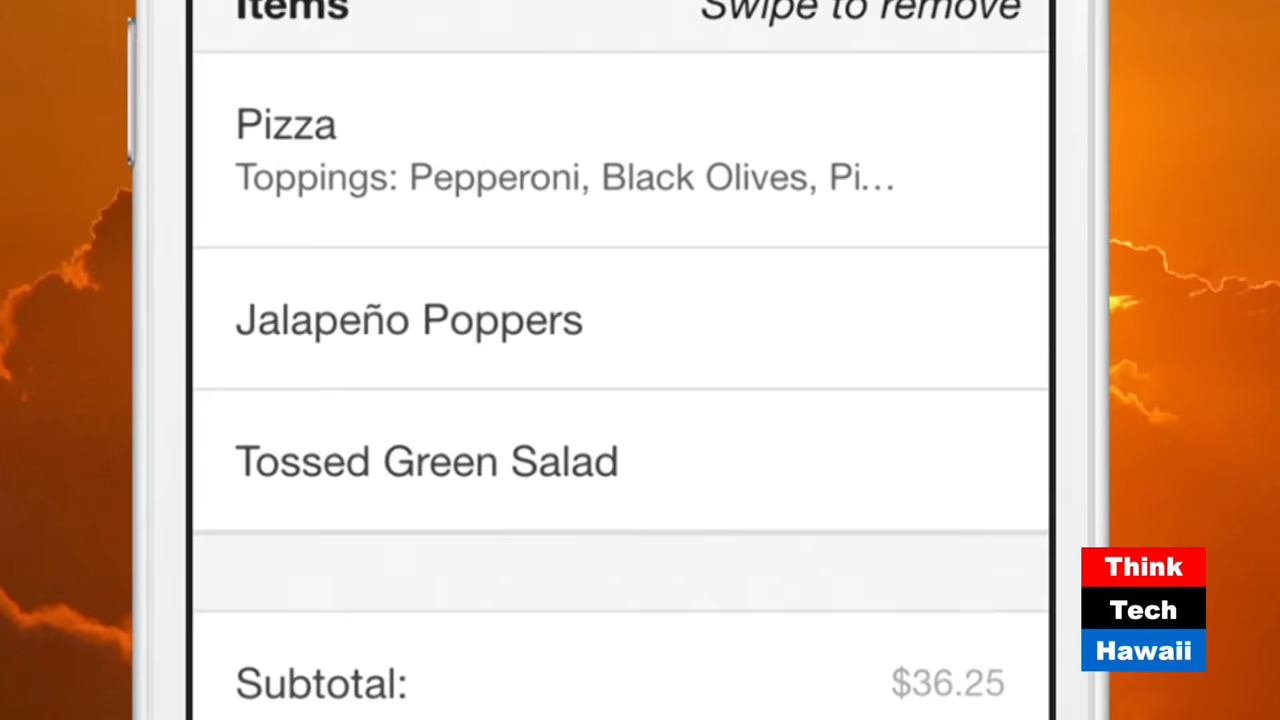 Items Swipe to remove
Pizza
Toppings: Pepperoni, Black Olives, Pi…
Jalapeño Poppers
Tossed Green Salad
Subtotal: $36.25
Think
Tech
Hawaii